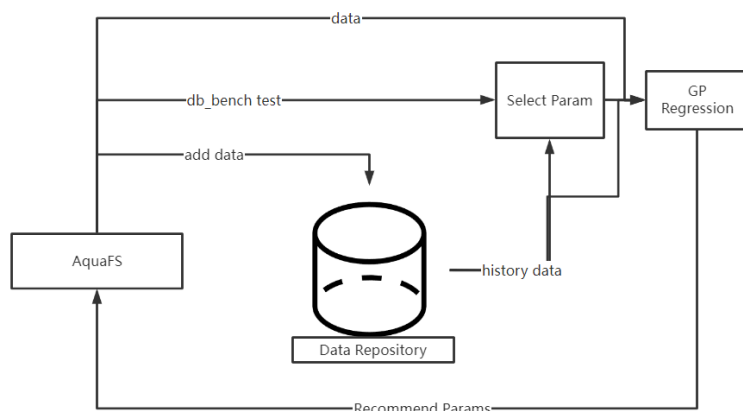 data
db_bench test
Select Param
GP
Regression
add data
AquaFS
history data
Data Repository
Recommend Params